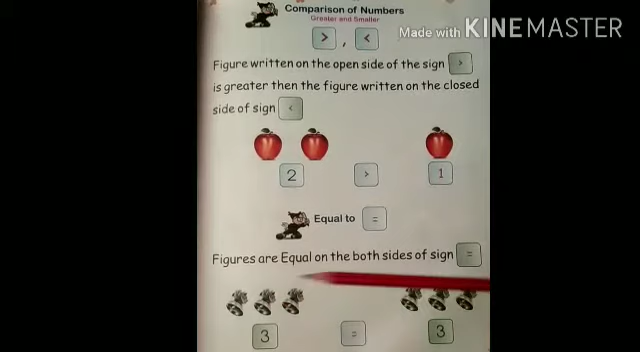 Comparison of Numbers
Greater and Smaller
> , <
Made with KINEMASTER
Figure written on the open side of the sign >
is greater then the figure written on the closed
side of sign <
2 > 1
Equal to =
Figures are Equal on the both sides of sign =
3 = 3